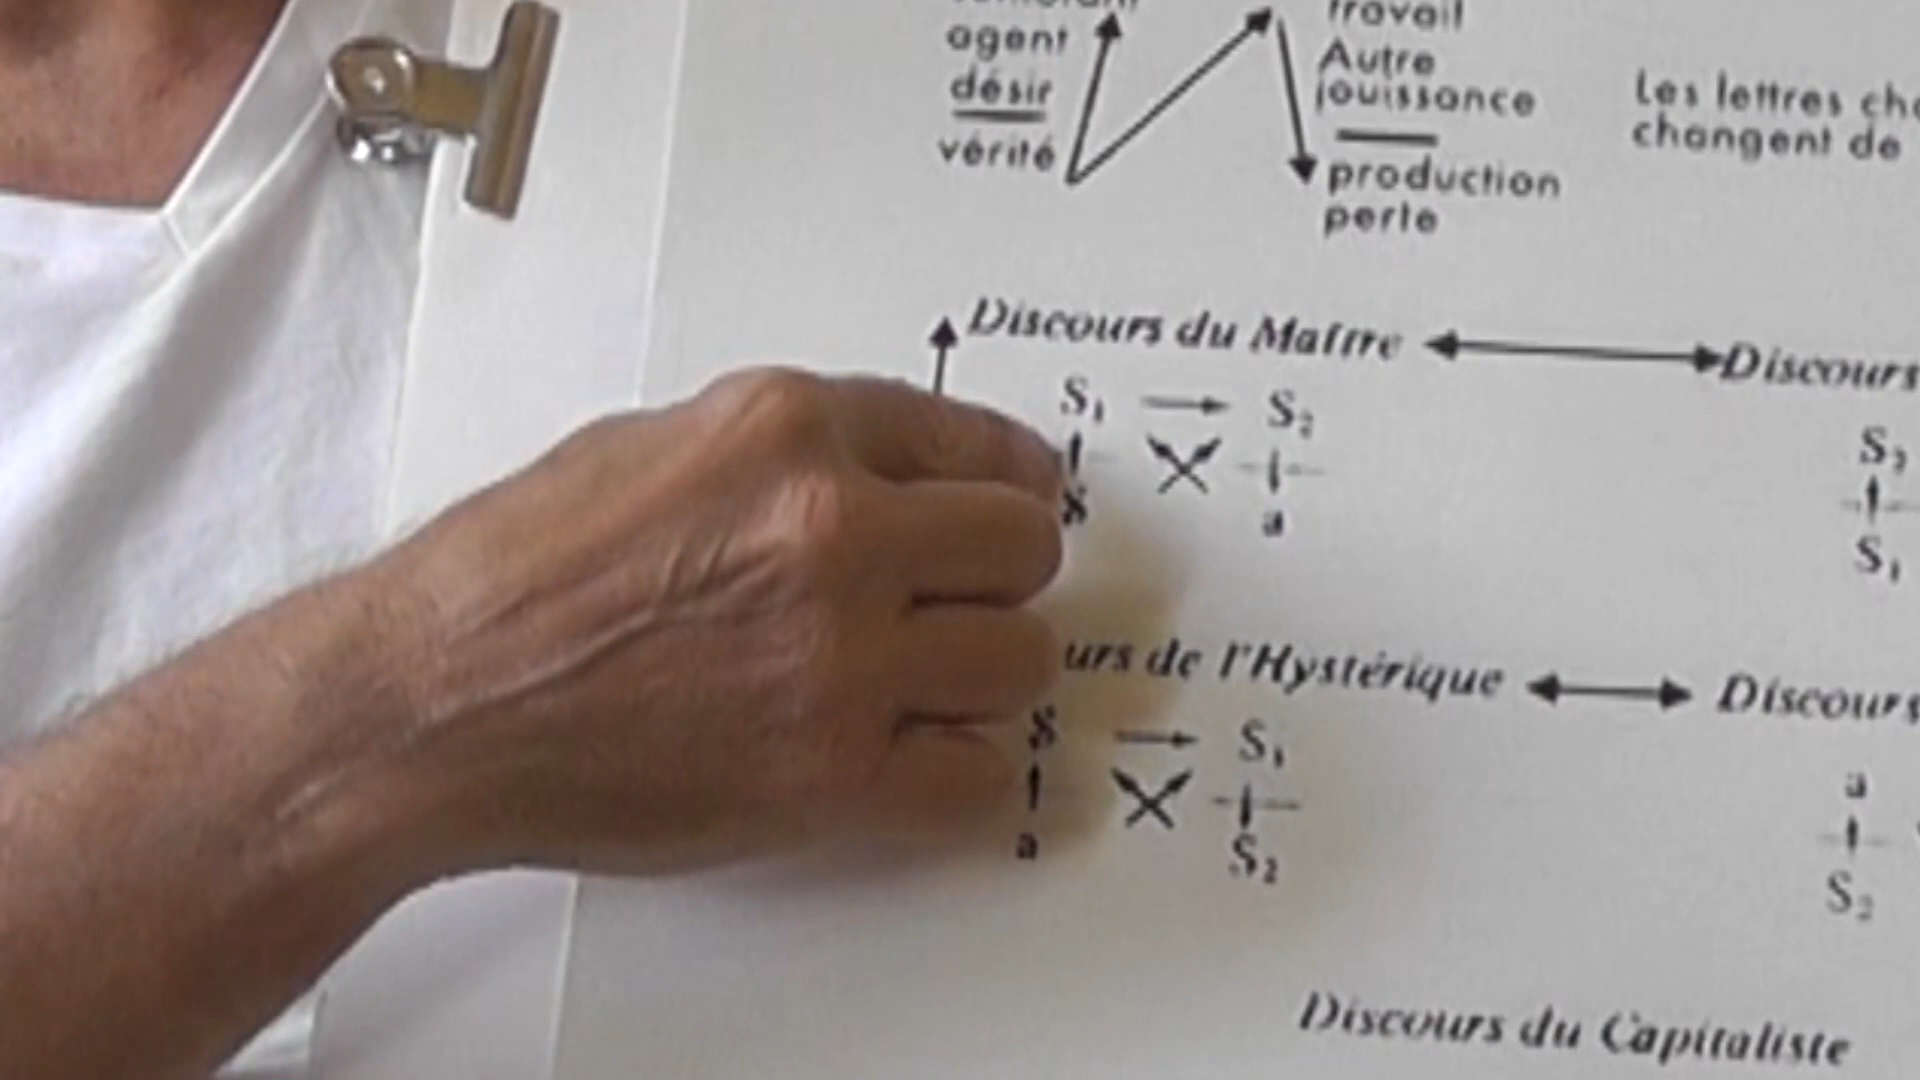 agent
désir
vérité
travail
Autre
jouissance
production
perte
Les lettres
changent de
Discours du Maître
Discours
S₁ S₂
$ a
S₂
S₁
urs de l'Hystérique
Discours
$ S₁
a S₂
a
S₂
Discours du Capitaliste